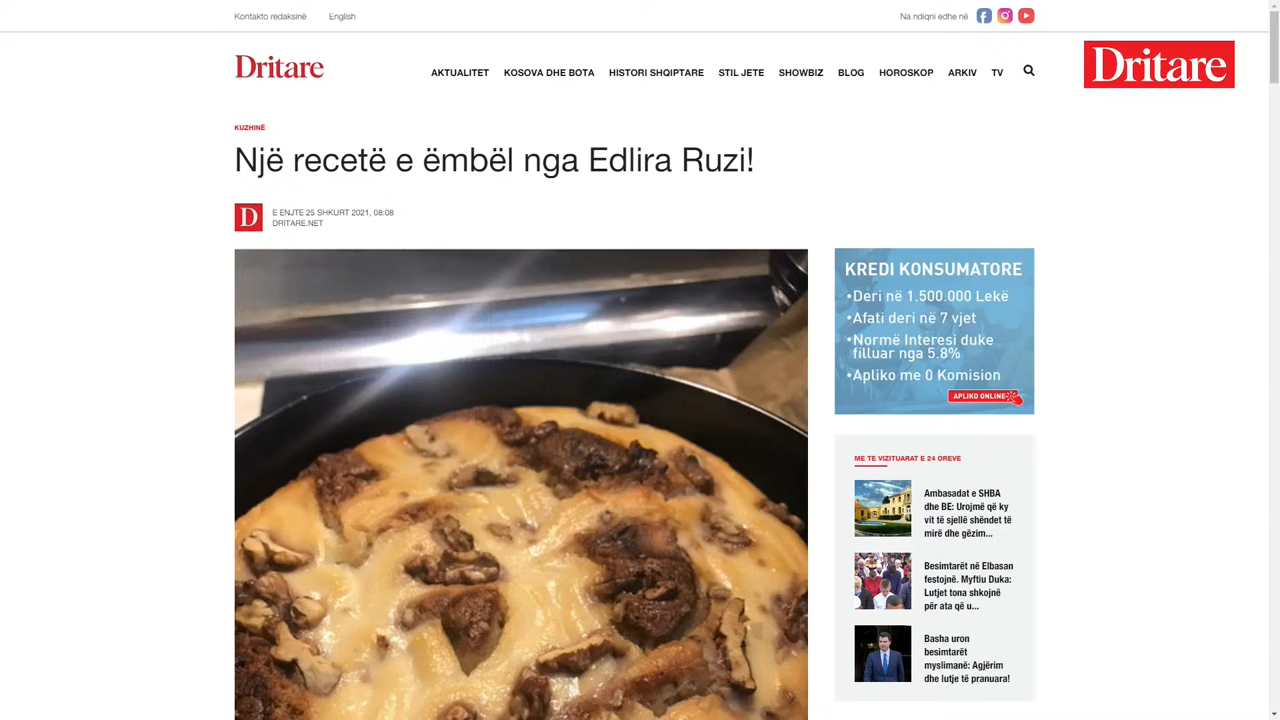 Kontakto redaksinë English Na ndiqni edhe në
Dritare AKTUALITET KOSOVA DHE BOTA HISTORI SHQIPTARE STIL JETE SHOWBIZ BLOG HOROSKOP ARKIV TV
Dritare
KUZHINË
Një recetë e ëmbël nga Edlira Ruzi!
D
E ENJTE 25 SHKURT 2021, 08:08
DRITARE.NET
KREDI KONSUMATORE
•Deri në 1.500.000 Lekë
•Afati deri në 7 vjet
•Normë Interesi duke
filluar nga 5.8%
•Apliko me 0 Komision
APLIKO ONLINE
ME TE VIZITUARAT E 24 OREVE
Ambasadat e SHBA
dhe BE: Urojmë që ky
vit të sjellë shëndet të
mirë dhe gëzim...
Besimtarët në Elbasan
festojnë. Myftiu Duka:
Lutjet tona shkojnë
për ata që u...
Basha uron
besimtarët
myslimanë: Agjërim
dhe lutje të pranuara!